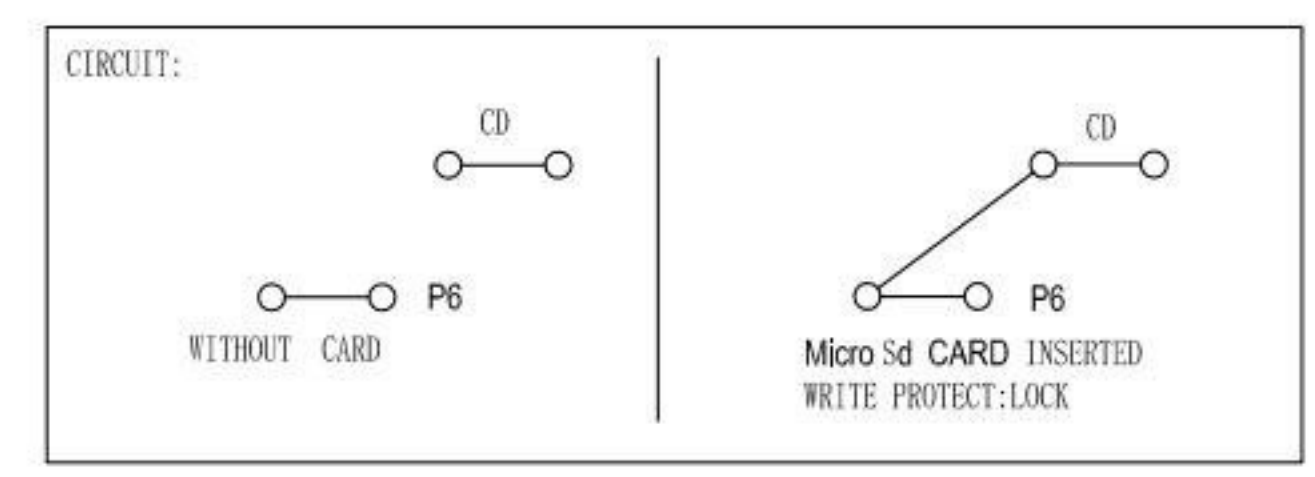 CIRCUIT:
CD
P6
WITHOUT CARD
CD
P6
Micro Sd CARD INSERTED
WRITE PROTECT:LOCK